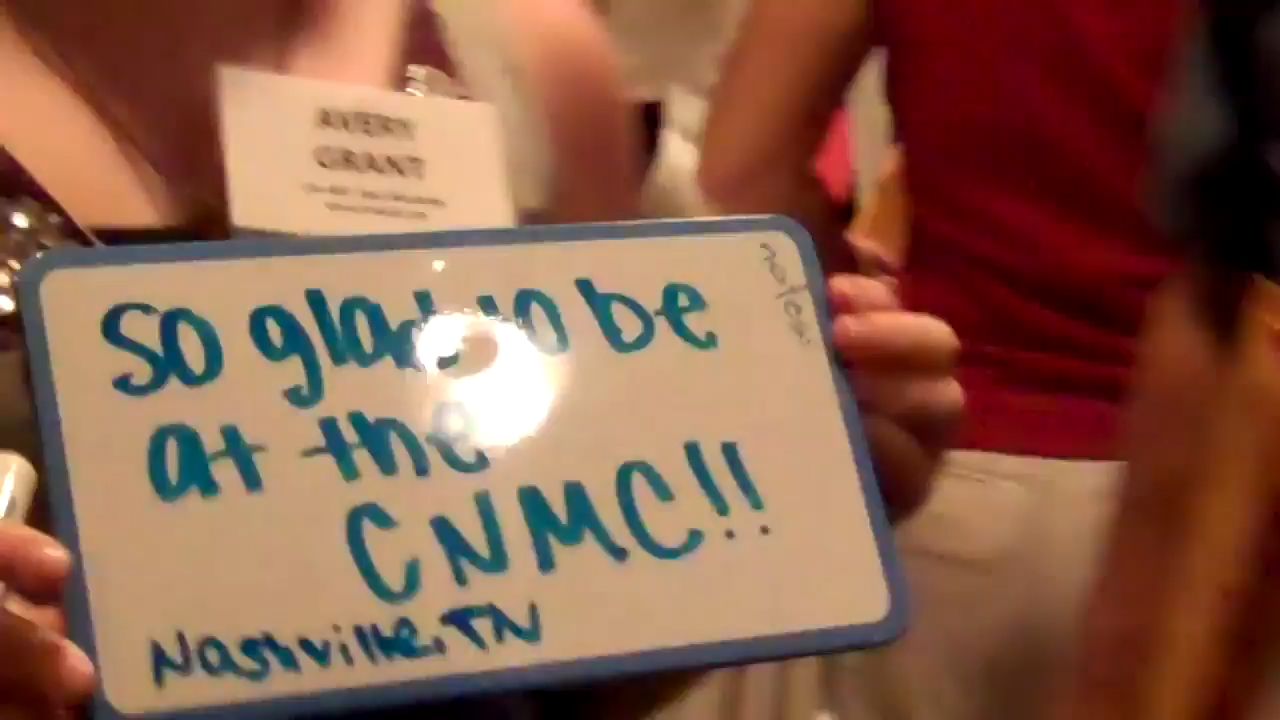 AVERY
GRANT
So glad to be
at the
CNMC!!
Nashville, TN